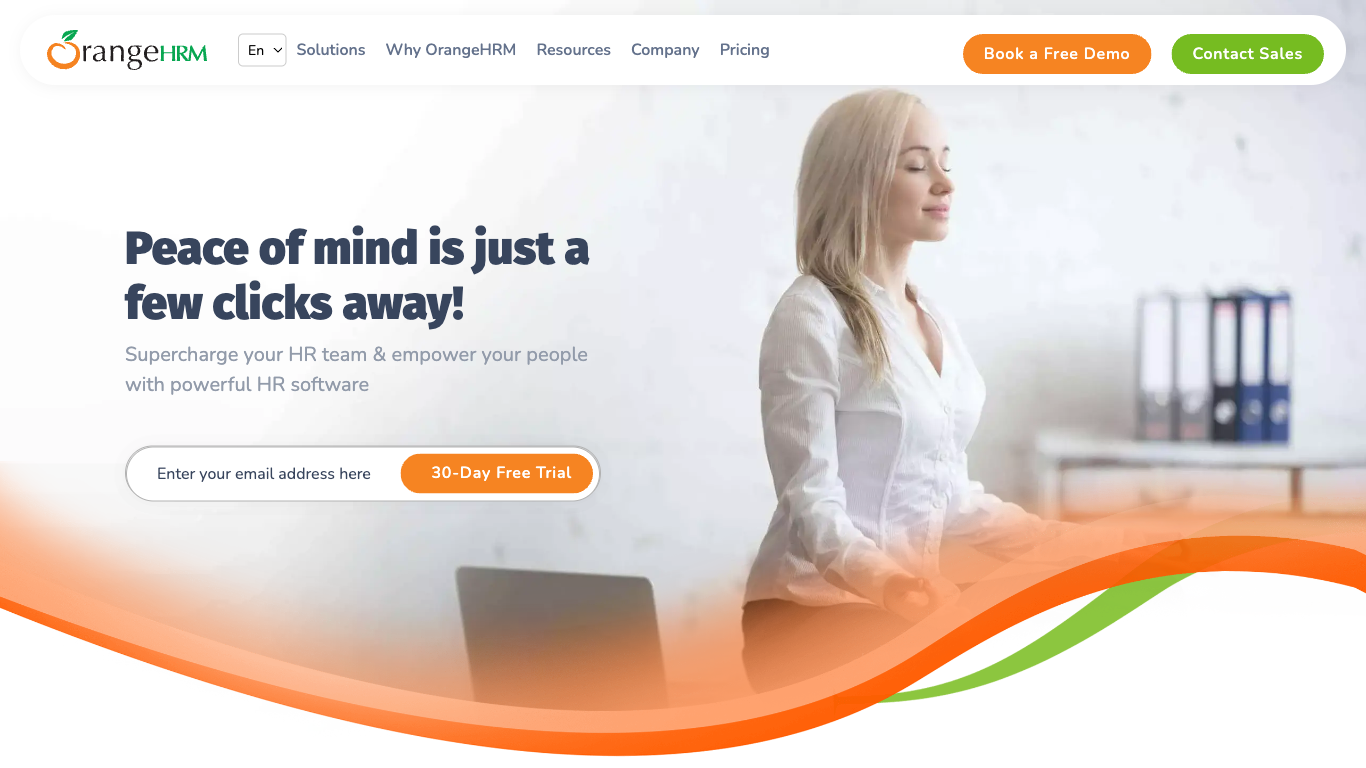 OrangeHRM
En
Solutions
Why OrangeHRM
Resources
Company
Pricing
Book a Free Demo
Contact Sales
Peace of mind is just a
few clicks away!
Supercharge your HR team & empower your people
with powerful HR software
Enter your email address here
30-Day Free Trial